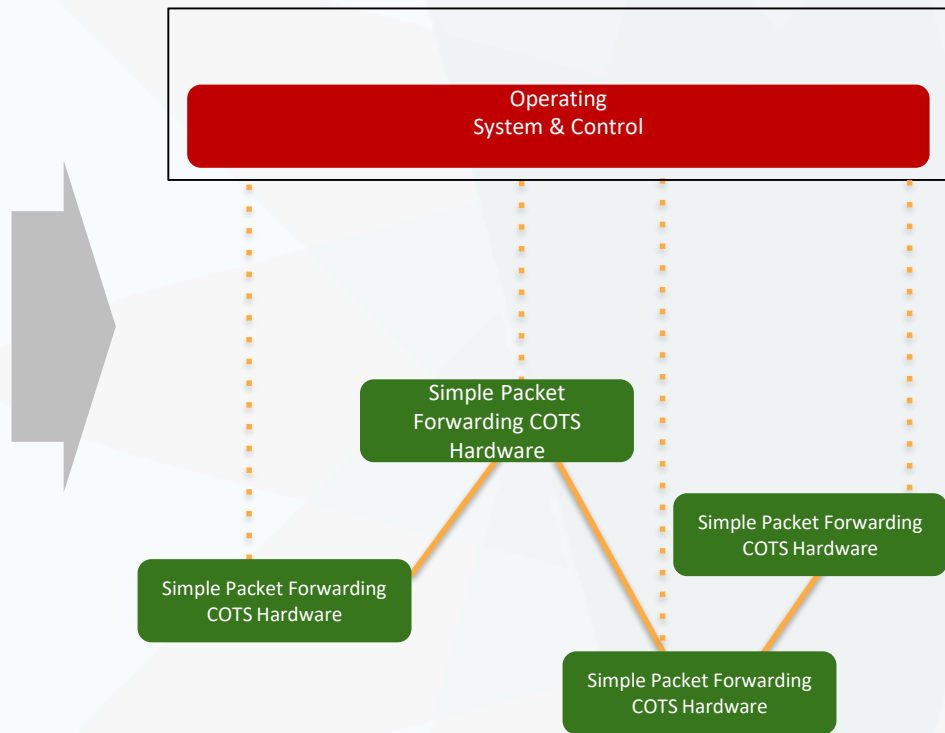 Operating
System & Control
Simple Packet
Forwarding COTS
Hardware
Simple Packet Forwarding
COTS Hardware
Simple Packet Forwarding
COTS Hardware
Simple Packet Forwarding
COTS Hardware